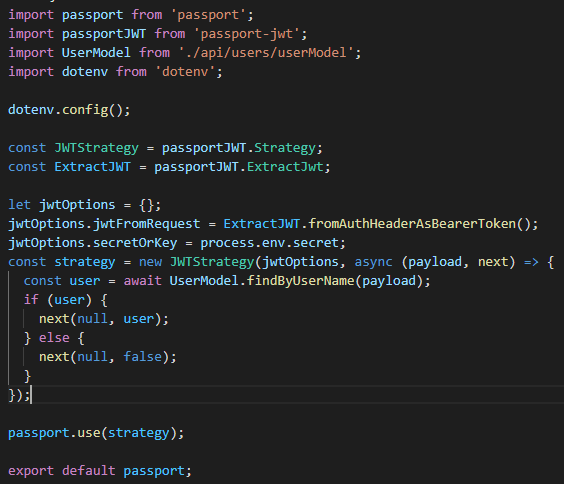 import passport from 'passport';
import passportJWT from 'passport-jwt';
import UserModel from './api/users/userModel';
import dotenv from 'dotenv';
dotenv.config();
const JWTStrategy = passportJWT.Strategy;
const ExtractJWT = passportJWT.ExtractJwt;
let jwtOptions = {};
jwtOptions.jwtFromRequest = ExtractJWT.fromAuthHeaderAsBearerToken();
jwtOptions.secretOrKey = process.env.secret;
const strategy = new JWTStrategy(jwtOptions, async (payload, next) => {
  const user = await UserModel.findByUserName(payload);
  if (user) {
    next(null, user);
  } else {
    next(null, false);
  }
});
passport.use(strategy);
export default passport;